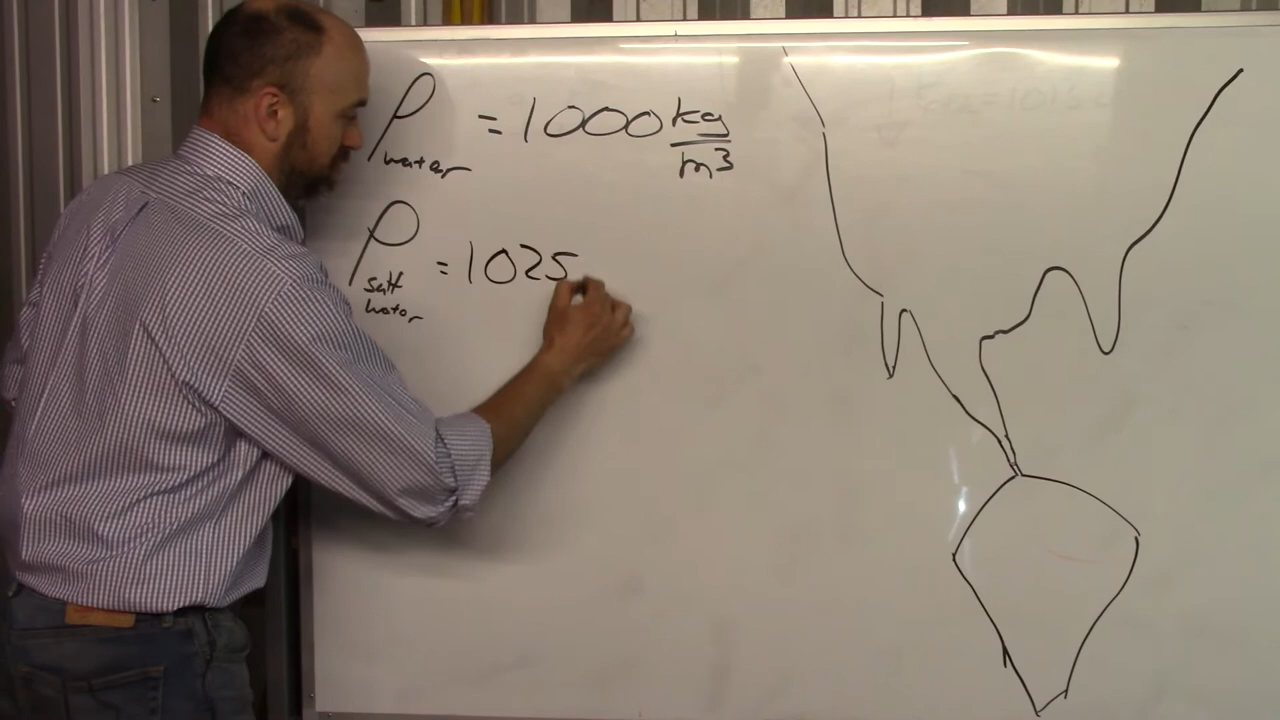 ρ water = 1000 kg/m³
ρ salt water = 1025